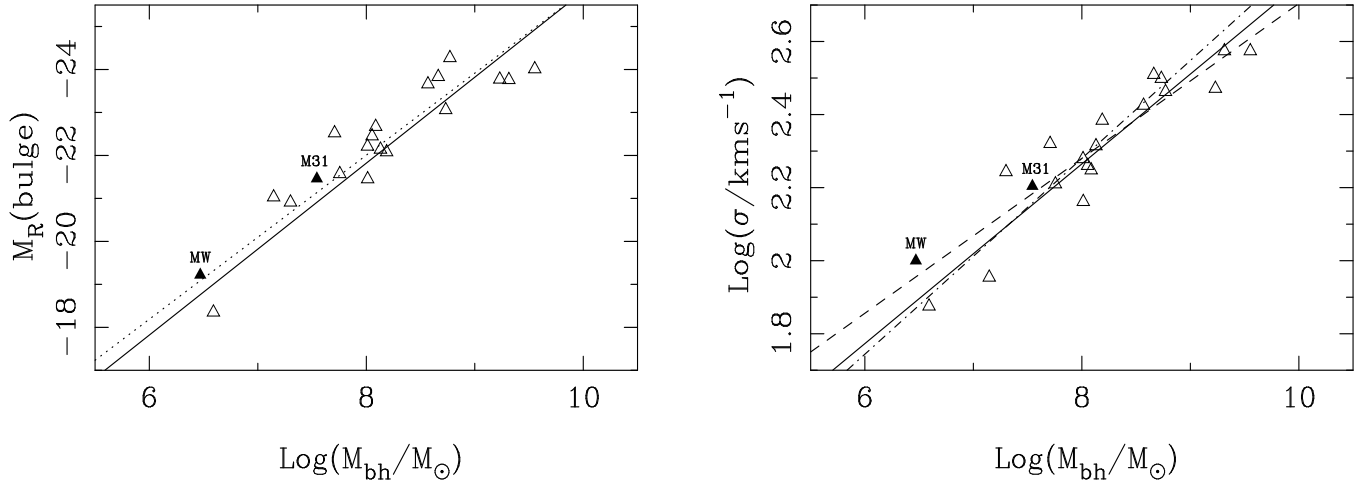 M_R(bulge)
−24
−22
−20
−18
M31
MW
6
8
10
Log(M_bh/M_⊙)
Log(σ/kms^−1)
2.6
2.4
2.2
2
1.8
M31
MW
6
8
10
Log(M_bh/M_⊙)